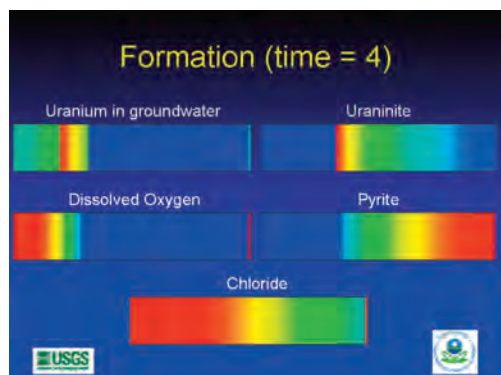 Formation (time = 4)
Uranium in groundwater
Uraninite
Dissolved Oxygen
Pyrite
Chloride
USGS